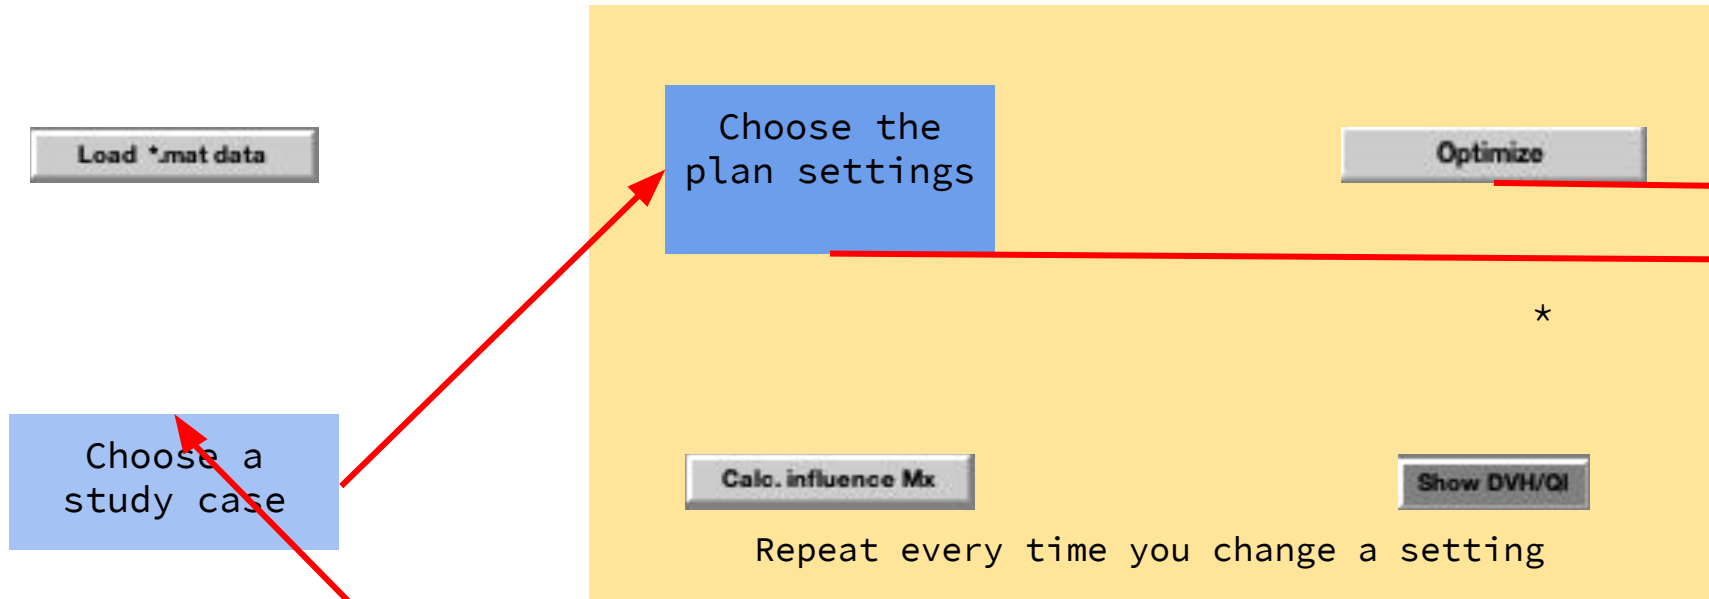 Load *.mat data
Choose a
study case
Choose the
plan settings
Calc. influence Mx
Optimize
*
Show DVH/QI
Repeat every time you change a setting